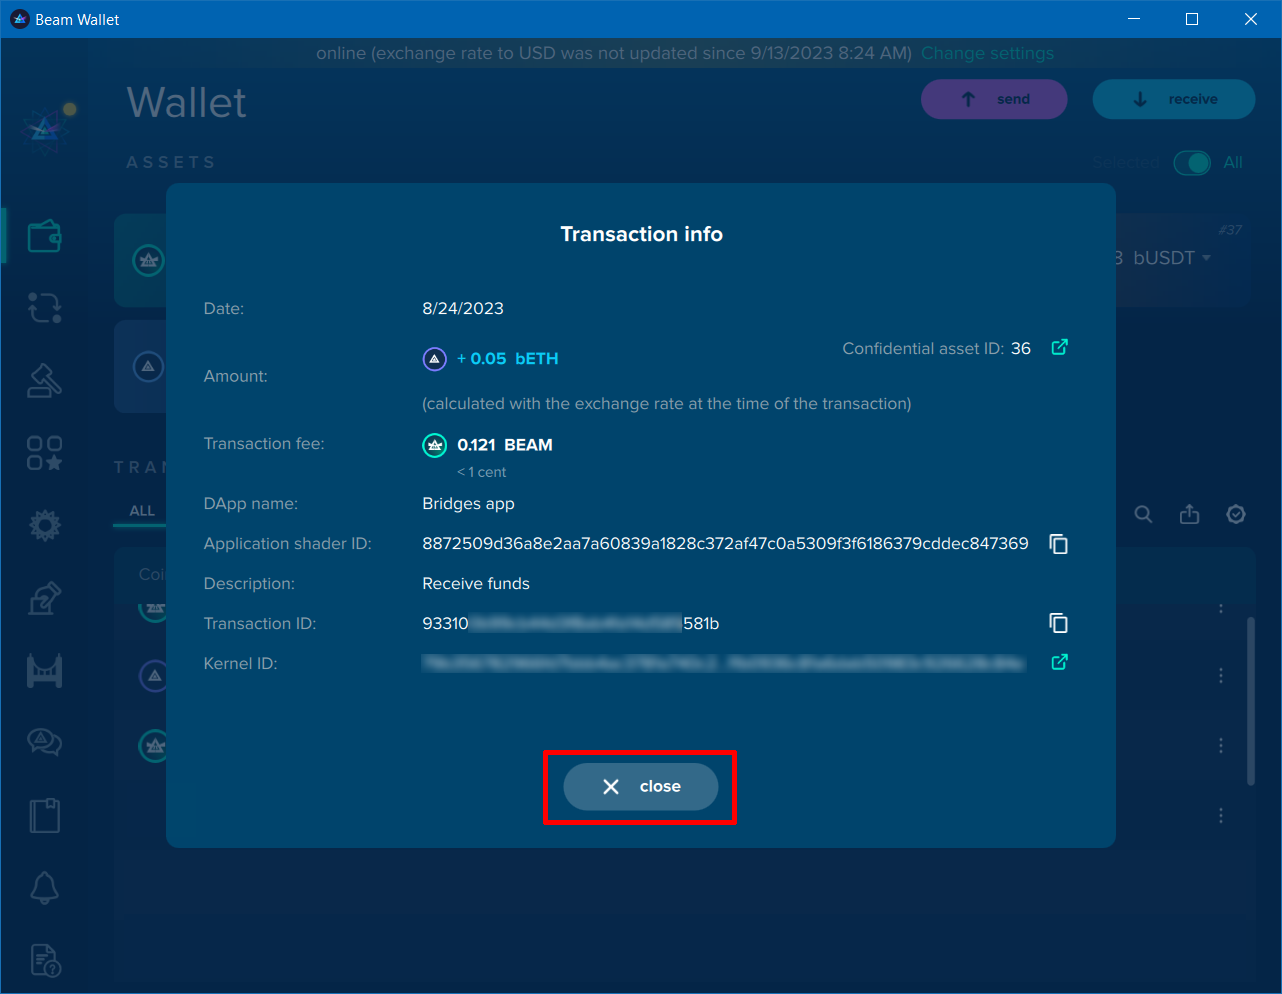 Beam Wallet
online (exchange rate to USD was not updated since 9/13/2023 8:24 AM) Change settings
Wallet
send
receive
ASSETS
Selected All
#37
bUSDT
Transaction info
Date: 8/24/2023
Amount: + 0.05 bETH Confidential asset ID: 36
(calculated with the exchange rate at the time of the transaction)
Transaction fee: 0.121 BEAM
< 1 cent
DApp name: Bridges app
Application shader ID: 8872509d36a8e2aa7a60839a1828c372af47c0a5309f3f6186379cddec847369
Description: Receive funds
Transaction ID: 93310 581b
Kernel ID:
TRAN
ALL
Coi
close